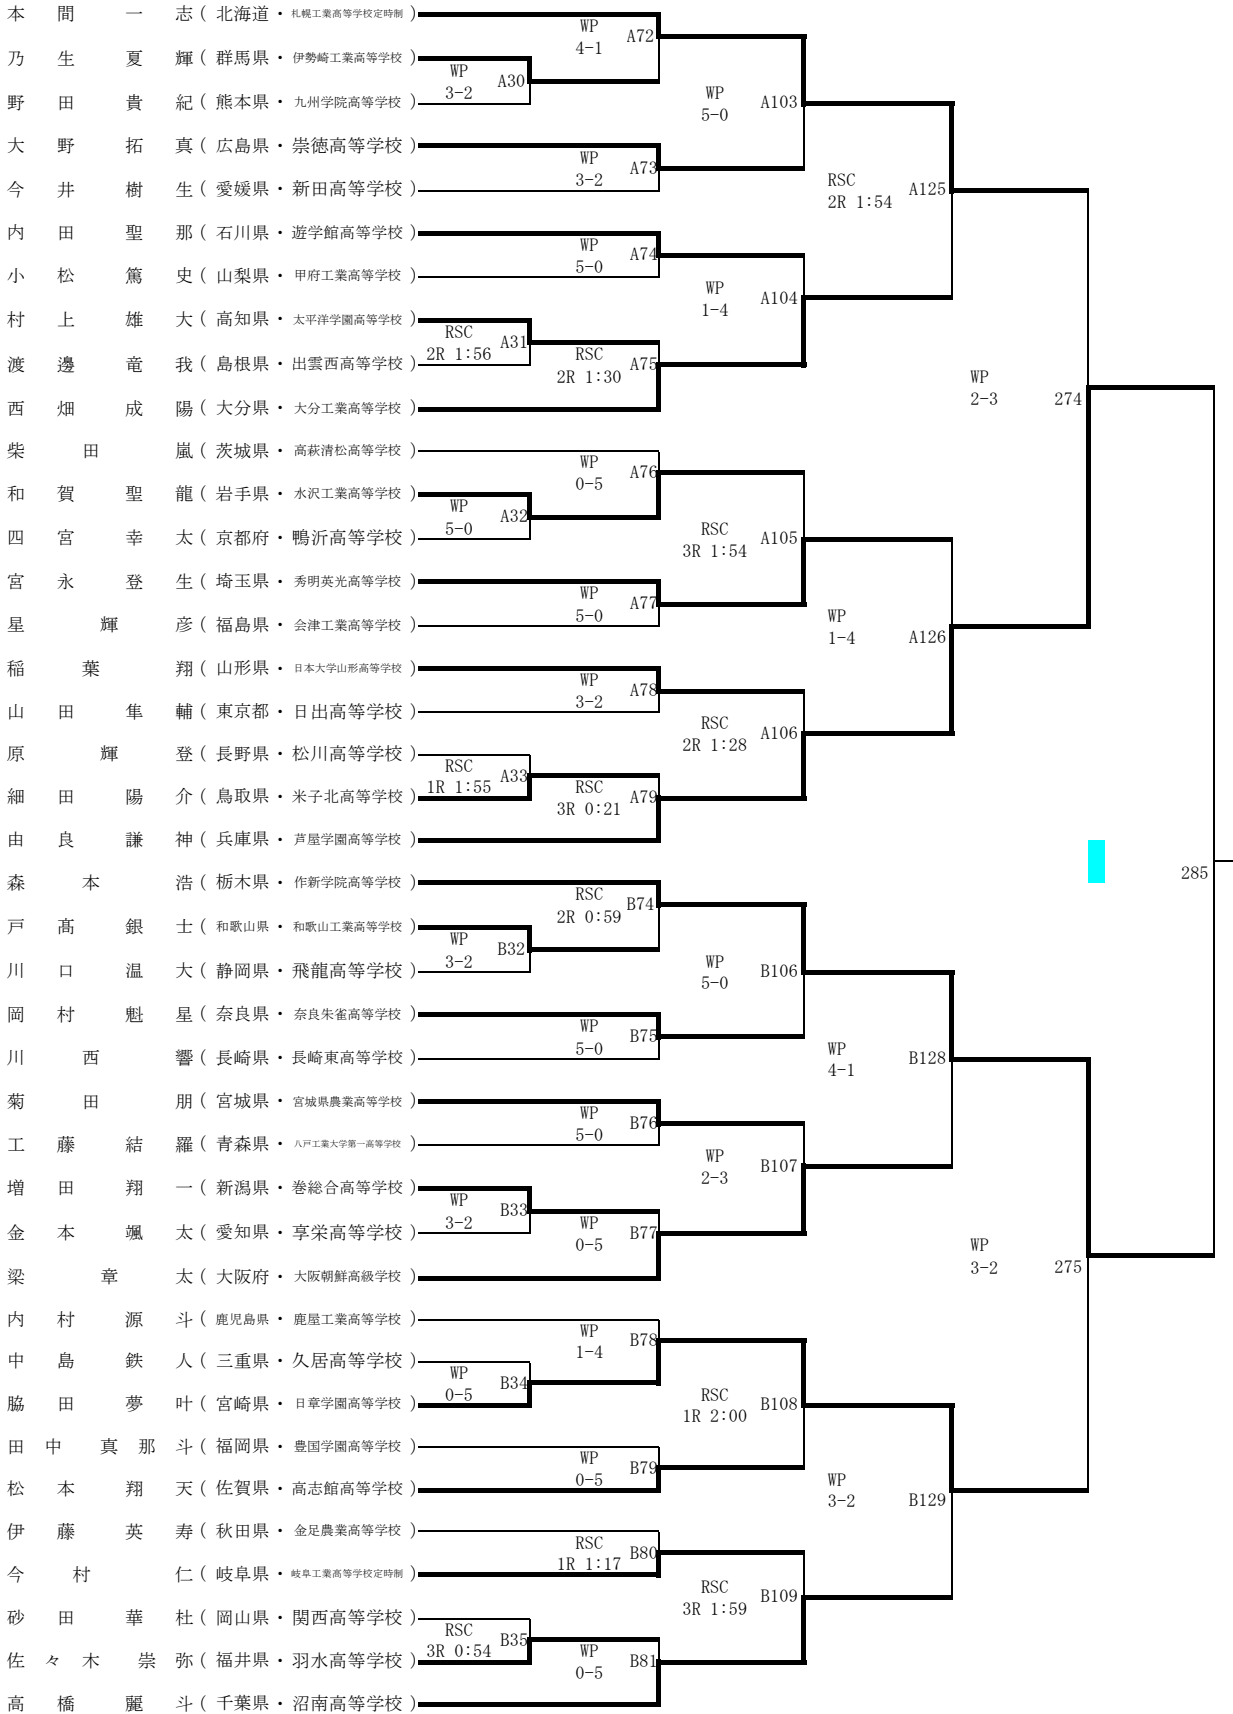 本間一志 ( 北海道・札幌工業高等学校定時制 )
WP
4-1
A72
乃生夏輝 ( 群馬県・伊勢崎工業高等学校 )
WP
3-2
A30
野田貴紀 ( 熊本県・九州学院高等学校 )
WP
5-0
A103
大野拓真 ( 広島県・崇徳高等学校 )
WP
3-2
A73
今井樹生 ( 愛媛県・新田高等学校 )
RSC
2R 1:54
A125
内田聖那 ( 石川県・遊学館高等学校 )
WP
5-0
A74
小松篤史 ( 山梨県・甲府工業高等学校 )
WP
1-4
A104
村上雄大 ( 高知県・太平洋学園高等学校 )
RSC
2R 1:56
A31
渡邊竜我 ( 島根県・出雲西高等学校 )
RSC
2R 1:30
A75
西畑成陽 ( 大分県・大分工業高等学校 )
WP
2-3
274
柴田嵐 ( 茨城県・高萩清松高等学校 )
WP
0-5
A76
和賀聖龍 ( 岩手県・水沢工業高等学校 )
WP
5-0
A32
四宮幸太 ( 京都府・鴨沂高等学校 )
RSC
3R 1:54
A105
宮永登生 ( 埼玉県・秀明英光高等学校 )
WP
5-0
A77
星輝彦 ( 福島県・会津工業高等学校 )
WP
1-4
A126
稲葉翔 ( 山形県・日本大学山形高等学校 )
WP
3-2
A78
山田隼輔 ( 東京都・日出高等学校 )
RSC
2R 1:28
A106
原輝登 ( 長野県・松川高等学校 )
RSC
1R 1:55
A33
細田陽介 ( 鳥取県・米子北高等学校 )
RSC
3R 0:21
A79
由良謙神 ( 兵庫県・芦屋学園高等学校 )
285
森本浩 ( 栃木県・作新学院高等学校 )
RSC
2R 0:59
B74
戸髙銀士 ( 和歌山県・和歌山工業高等学校 )
WP
3-2
B32
川口温大 ( 静岡県・飛龍高等学校 )
WP
5-0
B106
岡村魁星 ( 奈良県・奈良朱雀高等学校 )
WP
5-0
B75
川西響 ( 長崎県・長崎東高等学校 )
WP
4-1
B128
菊田朋 ( 宮城県・宮城県農業高等学校 )
WP
5-0
B76
工藤結羅 ( 青森県・八戸工業大学第一高等学校 )
WP
2-3
B107
増田翔一 ( 新潟県・巻総合高等学校 )
WP
3-2
B33
金本颯太 ( 愛知県・享栄高等学校 )
WP
0-5
B77
梁章太 ( 大阪府・大阪朝鮮高級学校 )
WP
3-2
275
内村源斗 ( 鹿児島県・鹿屋工業高等学校 )
WP
1-4
B78
中島鉄人 ( 三重県・久居高等学校 )
WP
0-5
B34
脇田夢叶 ( 宮崎県・日章学園高等学校 )
RSC
1R 2:00
B108
田中真那斗 ( 福岡県・豊国学園高等学校 )
WP
0-5
B79
松本翔天 ( 佐賀県・高志館高等学校 )
WP
3-2
B129
伊藤英寿 ( 秋田県・金足農業高等学校 )
RSC
1R 1:17
B80
今村仁 ( 岐阜県・岐阜工業高等学校定時制 )
RSC
3R 1:59
B109
砂田華杜 ( 岡山県・関西高等学校 )
RSC
3R 0:54
B35
佐々木崇弥 ( 福井県・羽水高等学校 )
WP
0-5
B81
高橋麗斗 ( 千葉県・沼南高等学校 )